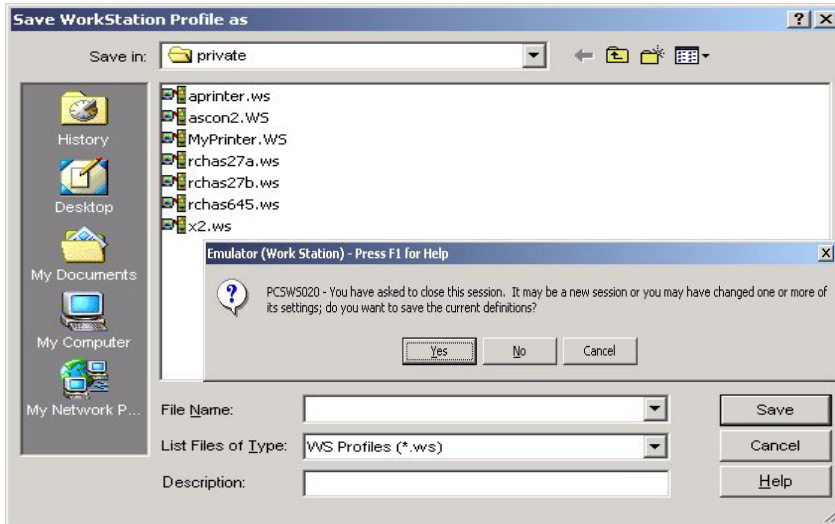 Save WorkStation Profile as
Save in: private
History
Desktop
My Documents
My Computer
My Network P...
aprinter.ws
ascon2.WS
MyPrinter.WS
rchas27a.ws
rchas27b.ws
rchas645.ws
x2.ws
Emulator (Work Station) - Press F1 for Help
PCSWS020 - You have asked to close this session. It may be a new session or you may have changed one or more of
its settings; do you want to save the current definitions?
Yes No Cancel
File Name: Save
List Files of Type: WS Profiles (*.ws) Cancel
Description: Help